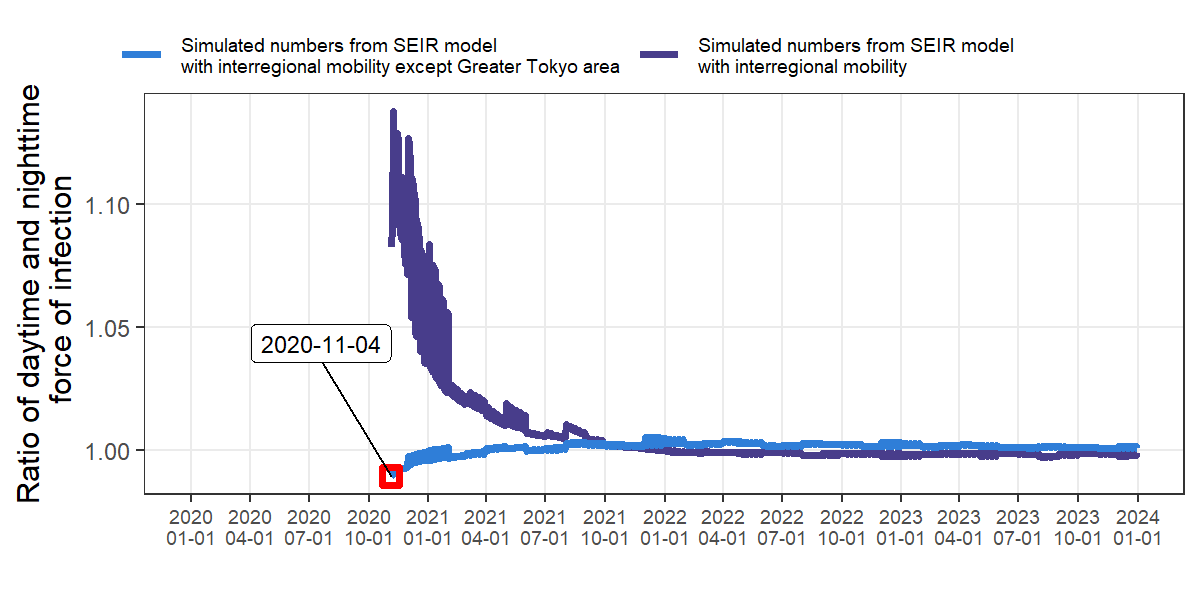 Simulated numbers from SEIR model
with interregional mobility except Greater Tokyo area
Simulated numbers from SEIR model
with interregional mobility
Ratio of daytime and nighttime
force of infection
1.10
1.05
1.00
2020-11-04
2020 2020 2020 2020 2021 2021 2021 2021 2022 2022 2022 2022 2023 2023 2023 2023 2024
01-01 04-01 07-01 10-01 01-01 04-01 07-01 10-01 01-01 04-01 07-01 10-01 01-01 04-01 07-01 10-01 01-01